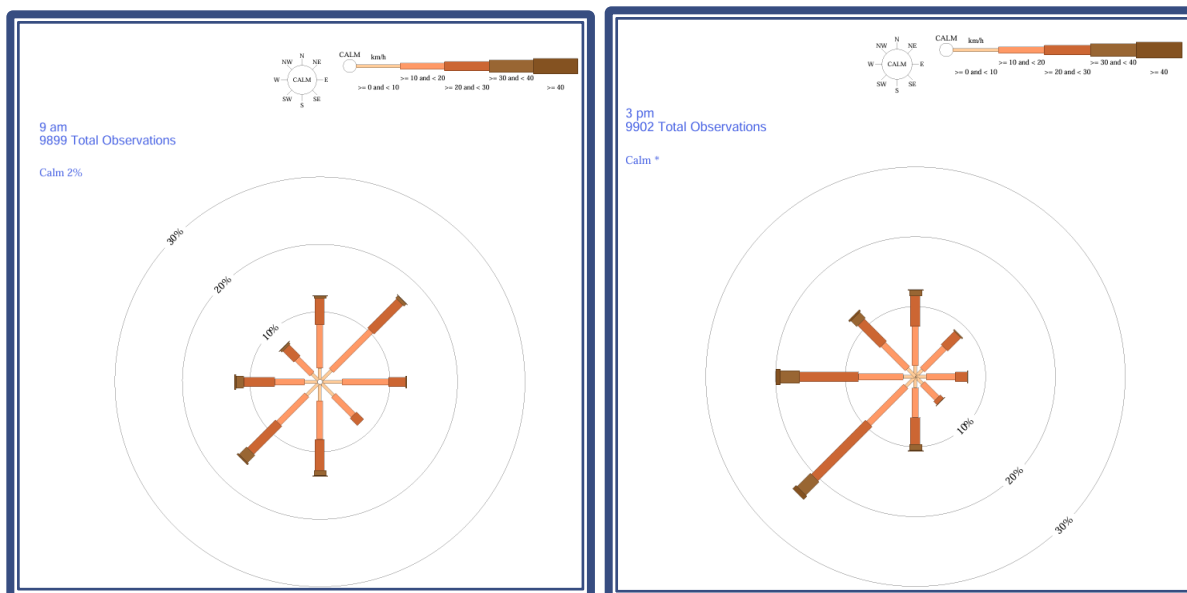 N
NW NE
W CALM E
SW SE
S
CALM km/h
>= 10 and < 20 >= 30 and < 40
>= 0 and < 10 >= 20 and < 30 >= 40
9 am
9899 Total Observations
Calm 2%
30%
20%
10%
N
NW NE
W CALM E
SW SE
S
CALM km/h
>= 10 and < 20 >= 30 and < 40
>= 0 and < 10 >= 20 and < 30 >= 40
3 pm
9902 Total Observations
Calm *
10%
20%
30%